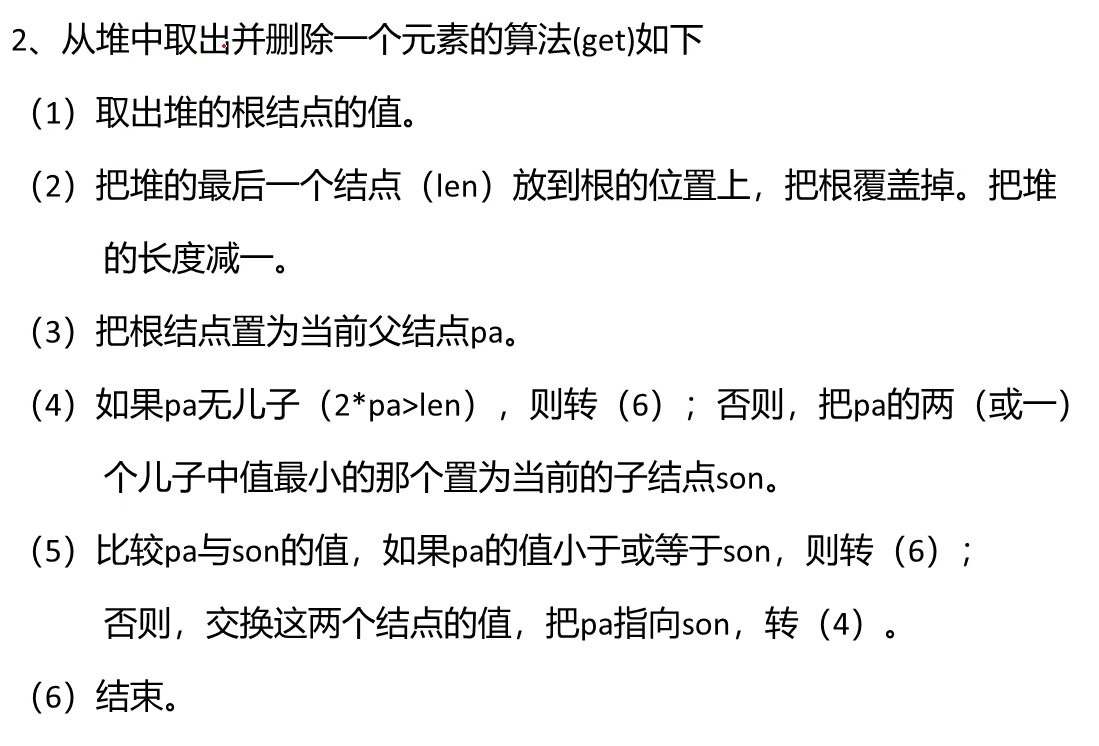 2、从堆中取出并删除一个元素的算法(get)如下
（1）取出堆的根结点的值。
（2）把堆的最后一个结点（len）放到根的位置上，把根覆盖掉。把堆
的长度减一。
（3）把根结点置为当前父结点pa。
（4）如果pa无儿子（2*pa>len），则转（6）；否则，把pa的两（或一）
个儿子中值最小的那个置为当前的子结点son。
（5）比较pa与son的值，如果pa的值小于或等于son，则转（6）；
否则，交换这两个结点的值，把pa指向son，转（4）。
（6）结束。